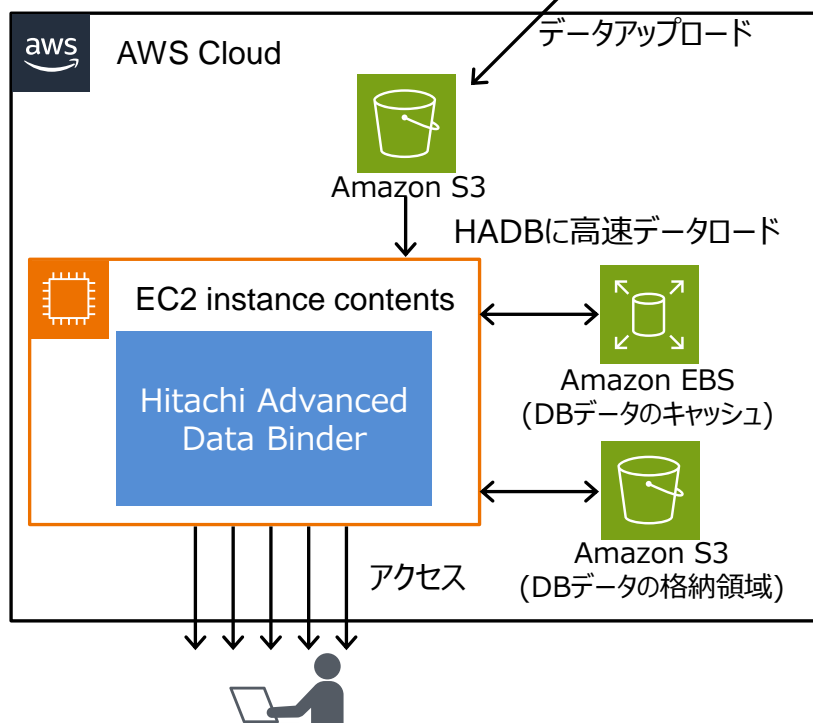 データアップロード
aws
AWS Cloud
Amazon S3
HADBに高速データロード
EC2 instance contents
Hitachi Advanced
Data Binder
Amazon EBS
(DBデータのキャッシュ)
Amazon S3
(DBデータの格納領域)
アクセス